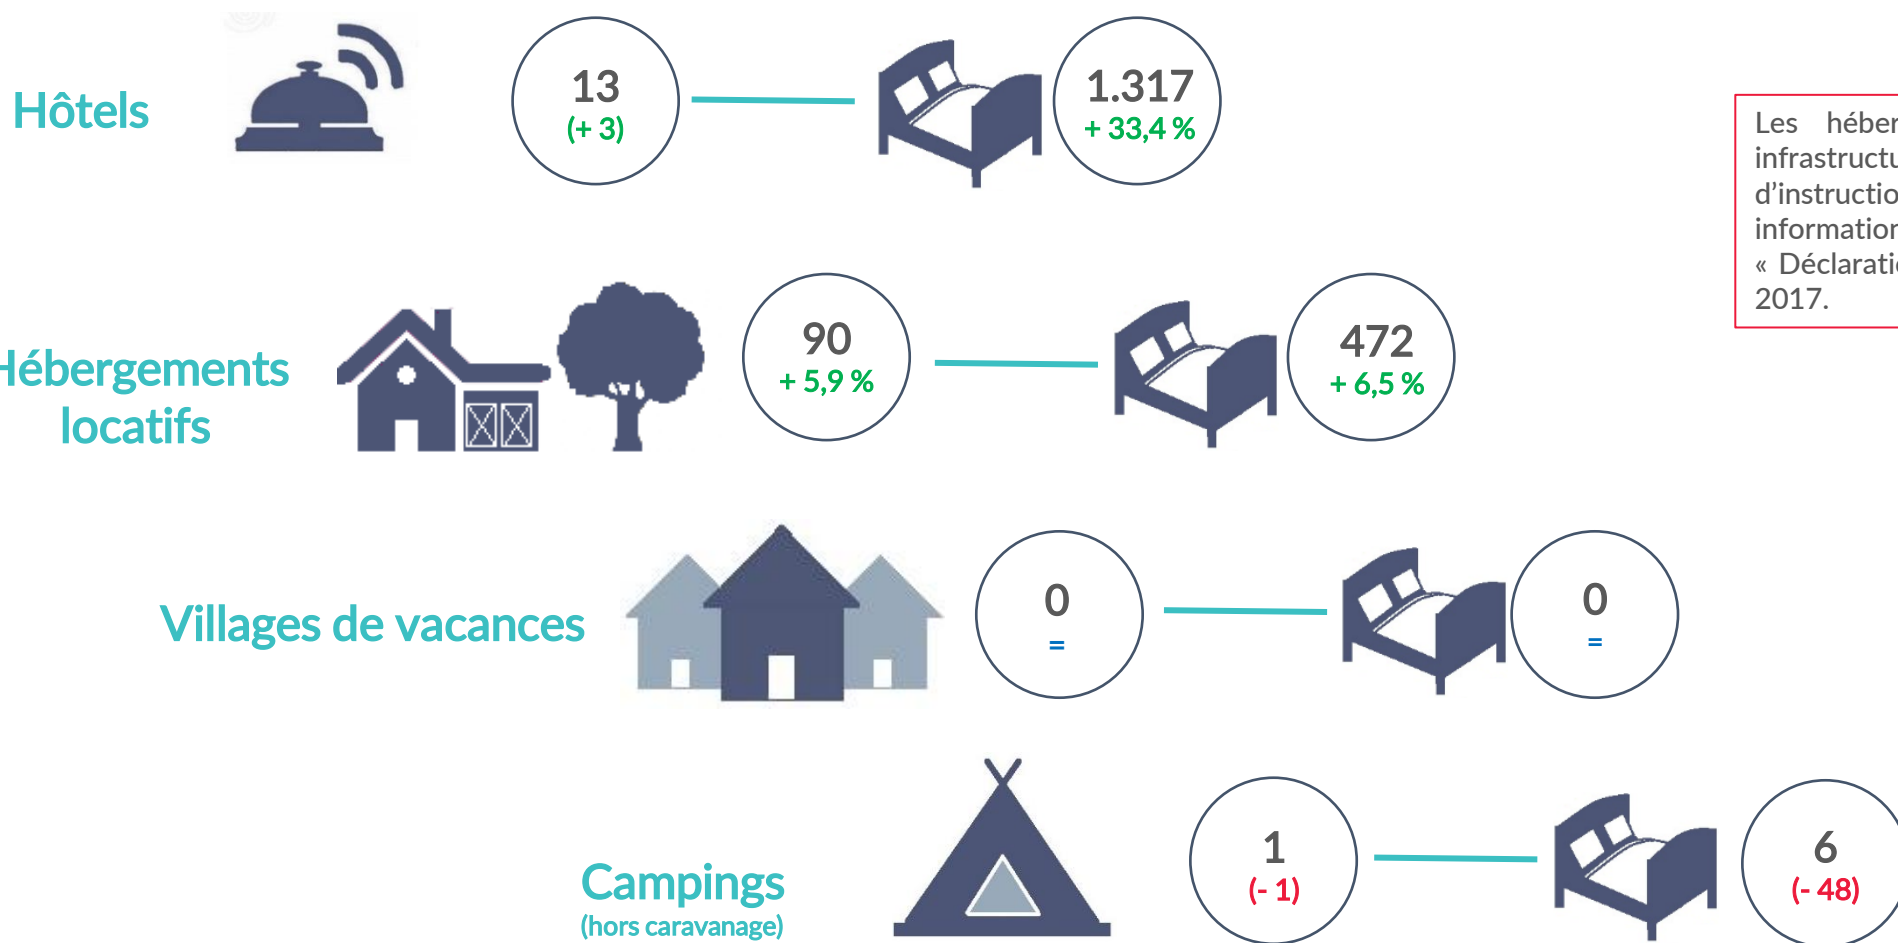 Hôtels
13
(+ 3)
1.317
+ 33,4 %
Les
infrastructu
d'instructio
information
« Déclaratio
2017.
Hébergements
locatifs
90
+ 5,9 %
472
+ 6,5 %
Villages de vacances
0
=
0
=
Campings
(hors caravanage)
1
(- 1)
6
(- 48)